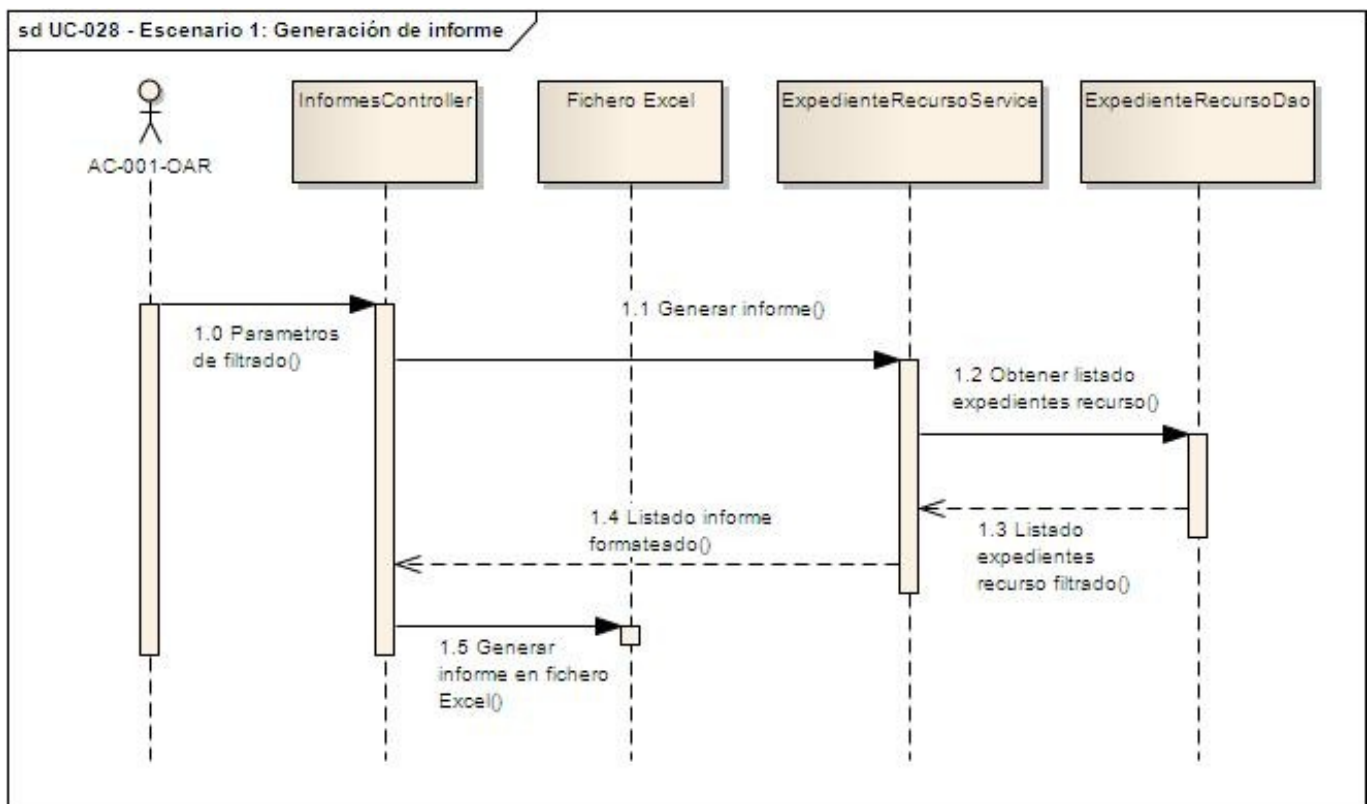 sd UC-028 - Escenario 1: Generación de informe
AC-001-OAR
InformesController
Fichero Excel
ExpedienteRecursoService
ExpedienteRecursoDao
1.0 Parametros
de filtrado()
1.1 Generar informe()
1.2 Obtener listado
expedientes recurso()
1.3 Listado
expedientes
recurso filtrado()
1.4 Listado informe
formateado()
1.5 Generar
informe en fichero
Excel()